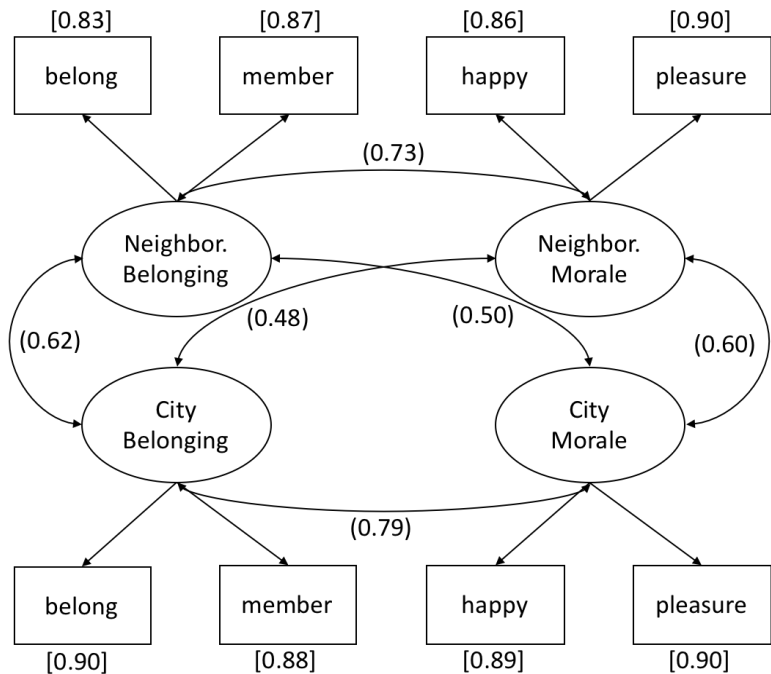 [0.83] [0.87] [0.86] [0.90]
belong member happy pleasure
(0.73)
Neighbor. Neighbor.
Belonging Morale
(0.48) (0.50)
(0.62) (0.60)
City City
Belonging Morale
(0.79)
belong member happy pleasure
[0.90] [0.88] [0.89] [0.90]